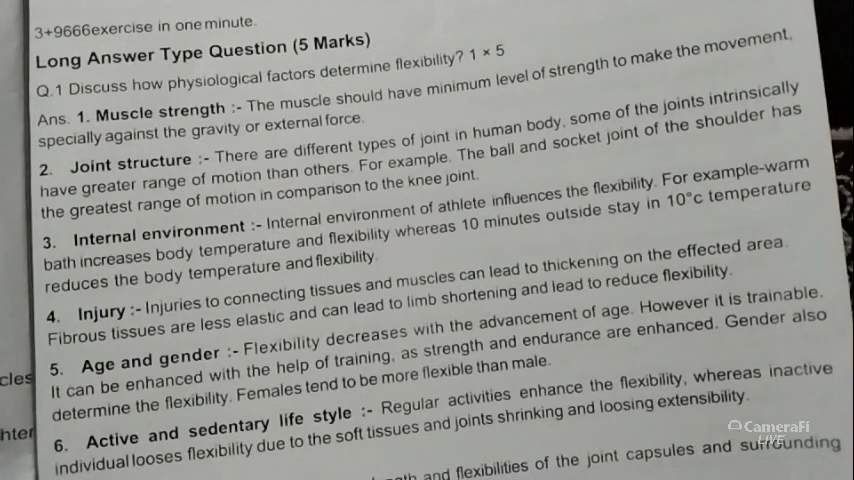 3+9666exercise in one minute.
Long Answer Type Question (5 Marks)
Q.1 Discuss how physiological factors determine flexibility? 1 × 5
Ans. 1. Muscle strength :- The muscle should have minimum level of strength to make the movement,
specially against the gravity or external force.
2. Joint structure :- There are different types of joint in human body, some of the joints intrinsically
have greater range of motion than others. For example. The ball and socket joint of the shoulder has
the greatest range of motion in comparison to the knee joint.
3. Internal environment :- Internal environment of athlete influences the flexibility. For example-warm
bath increases body temperature and flexibility whereas 10 minutes outside stay in 10°c temperature
reduces the body temperature and flexibility.
4. Injury :- Injuries to connecting tissues and muscles can lead to thickening on the effected area.
Fibrous tissues are less elastic and can lead to limb shortening and lead to reduce flexibility.
5. Age and gender :- Flexibility decreases with the advancement of age. However it is trainable.
It can be enhanced with the help of training, as strength and endurance are enhanced. Gender also
determine the flexibility. Females tend to be more flexible than male.
6. Active and sedentary life style :- Regular activities enhance the flexibility, whereas inactive
individual looses flexibility due to the soft tissues and joints shrinking and loosing extensibility.
and flexibilities of the joint capsules and surrounding
cles
hter
CameraFi
LIVE